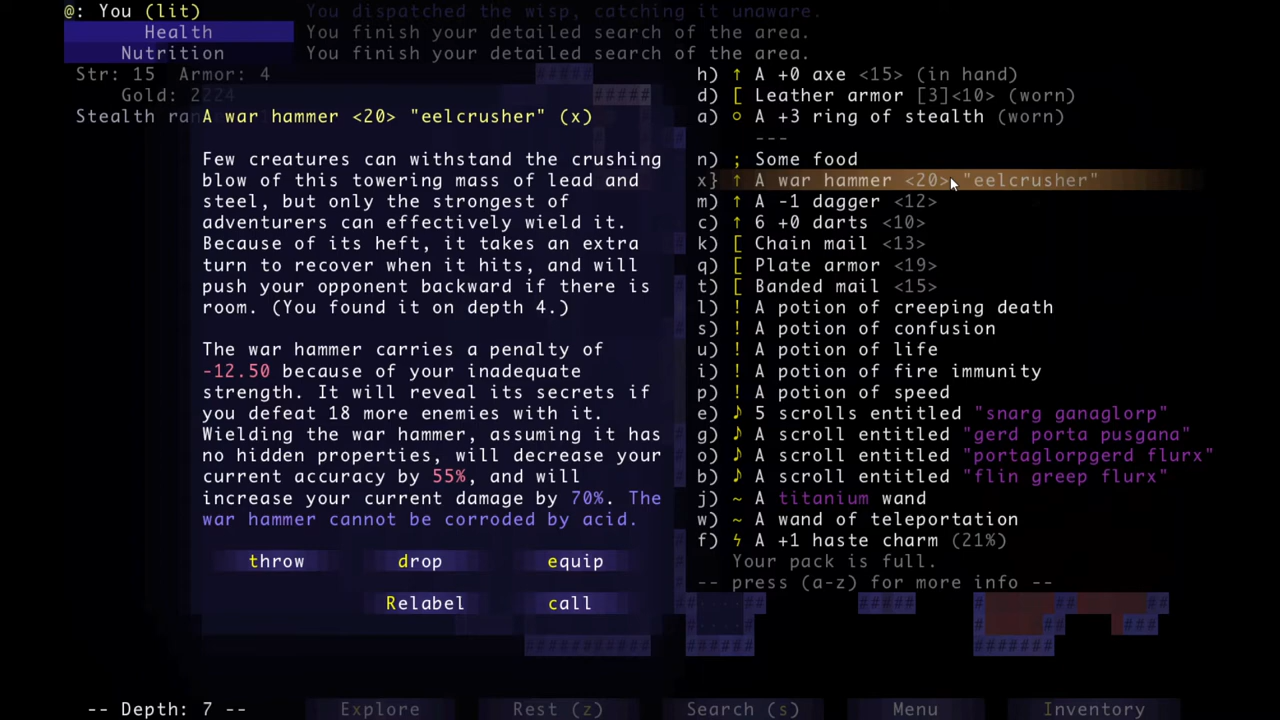 @: You (lit)
You dispatched the wisp, catching it unaware.
Health
You finish your detailed search of the area.
Nutrition
You finish your detailed search of the area.
Str: 15 Armor: 4
Gold: 2224
Stealth ran
A war hammer <20> "eelcrusher" (x)
Few creatures can withstand the crushing
blow of this towering mass of lead and
steel, but only the strongest of
adventurers can effectively wield it.
Because of its heft, it takes an extra
turn to recover when it hits, and will
push your opponent backward if there is
room. (You found it on depth 4.)
The war hammer carries a penalty of
-12.50 because of your inadequate
strength. It will reveal its secrets if
you defeat 18 more enemies with it.
Wielding the war hammer, assuming it has
no hidden properties, will decrease your
current accuracy by 55%, and will
increase your current damage by 70%. The
war hammer cannot be corroded by acid.
throw drop equip
Relabel call
h) ↑ A +0 axe <15> (in hand)
d) [ Leather armor [3]<10> (worn)
a) ○ A +3 ring of stealth (worn)
---
n) ; Some food
x} ↑ A war hammer <20> "eelcrusher"
m) ↑ A -1 dagger <12>
c) ↑ 6 +0 darts <10>
k) [ Chain mail <13>
q) [ Plate armor <19>
t) [ Banded mail <15>
l) ! A potion of creeping death
s) ! A potion of confusion
u) ! A potion of life
i) ! A potion of fire immunity
p) ! A potion of speed
e) ♪ 5 scrolls entitled "snarg ganaglorp"
g) ♪ A scroll entitled "gerd porta pusgana"
o) ♪ A scroll entitled "portaglorpgerd flurx"
b) ♪ A scroll entitled "flin greep flurx"
j) ~ A titanium wand
w) ~ A wand of teleportation
f) ϟ A +1 haste charm (21%)
Your pack is full.
-- press (a-z) for more info --
-- Depth: 7 -- Explore Rest (z) Search (s) Menu Inventory